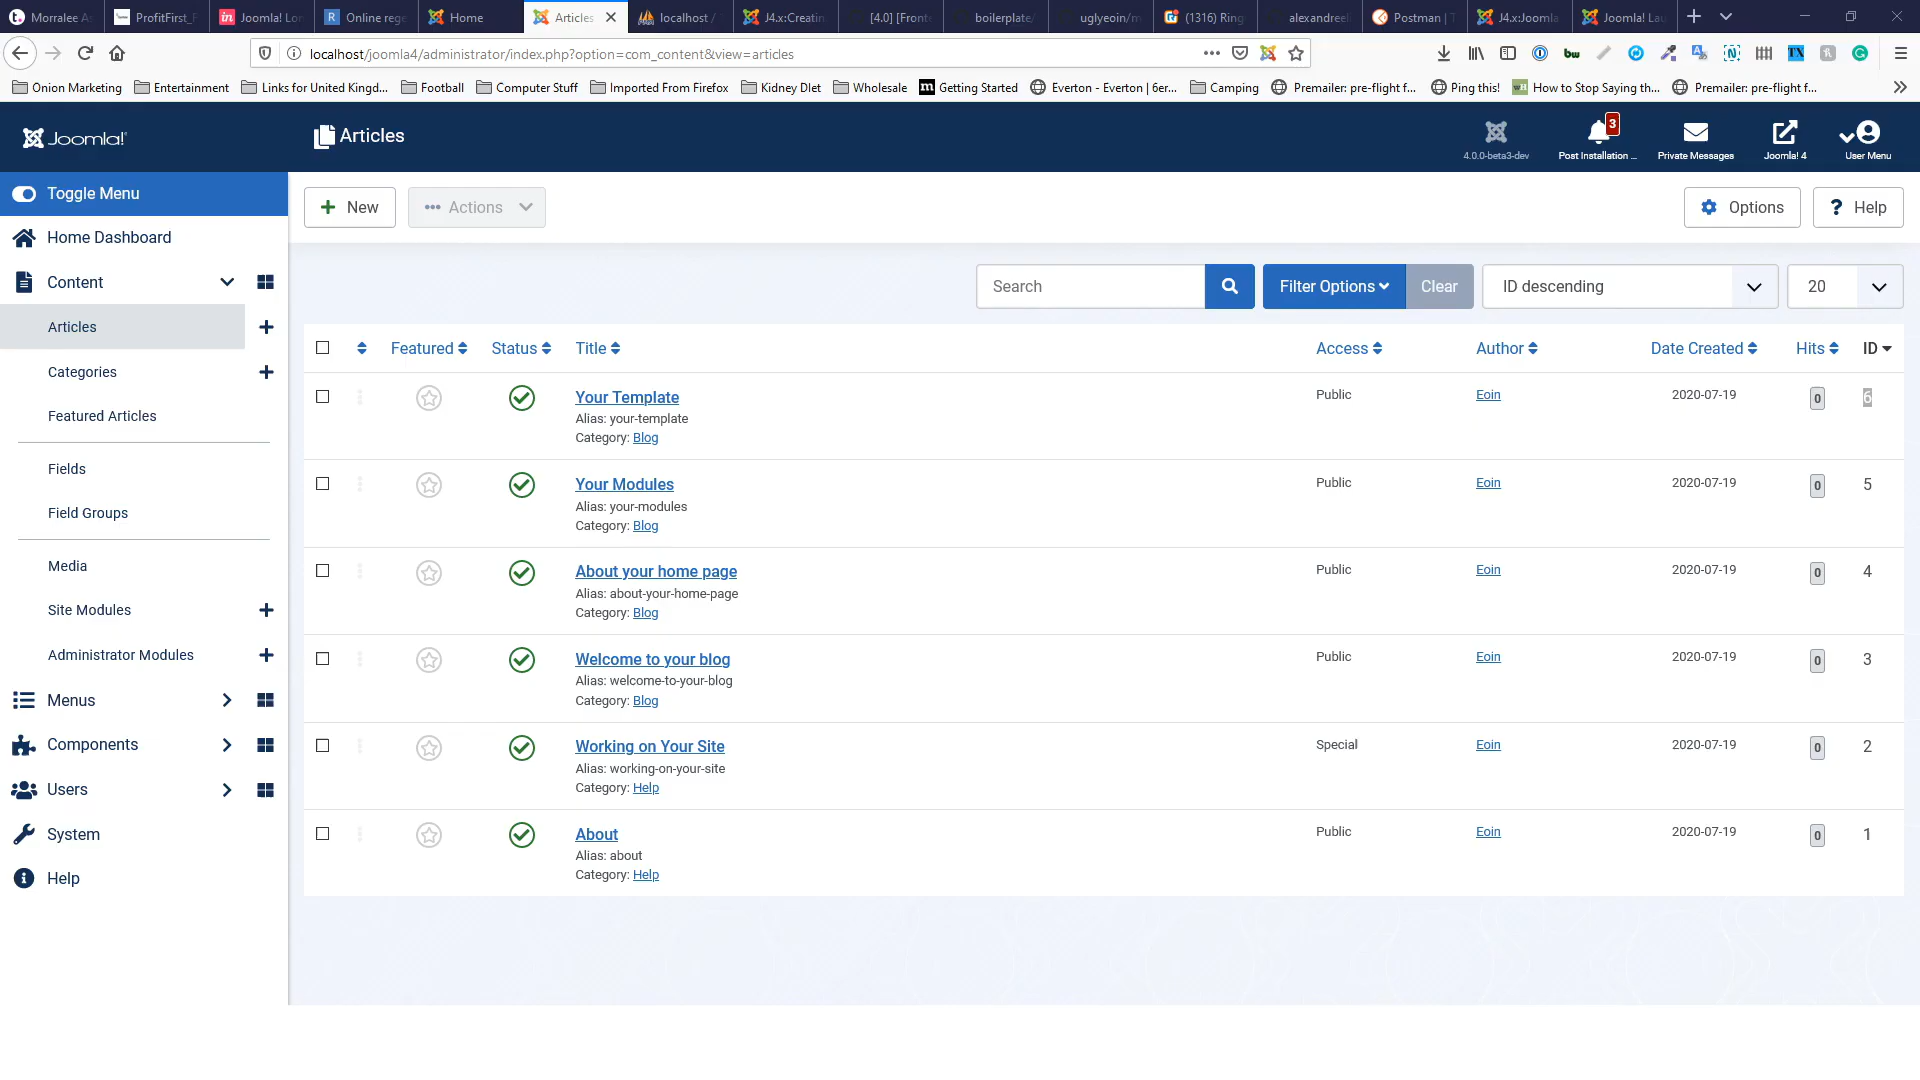 Morralee As
ProfitFirst_F
Joomla! Lon
Online rege
Home
Articles
localhost /
J4.x:Creatin
[4.0] [Front
boilerplate/
uglyeoin/m
(1316) Ring
alexandreel
Postman | T
J4.x:Joomla
Joomla! Lau
localhost/joomla4/administrator/index.php?option=com_content&view=articles
Onion Marketing
Entertainment
Links for United Kingd...
Football
Computer Stuff
Imported From Firefox
Kidney DIet
Wholesale
Getting Started
Everton - Everton | 6er...
Camping
Premailer: pre-flight f...
Ping this!
How to Stop Saying th...
Premailer: pre-flight f...
Joomla!
Articles
4.0.0-beta3-dev
3
Post Installation ...
Private Messages
Joomla! 4
User Menu
Toggle Menu
Home Dashboard
Content
Articles
Categories
Featured Articles
Fields
Field Groups
Media
Site Modules
Administrator Modules
Menus
Components
Users
System
Help
New
Actions
Options
Help
Search
Filter Options
Clear
ID descending
20
Featured Status Title Access Author Date Created Hits ID
Your Template Public Eoin 2020-07-19 0 6
Alias: your-template
Category: Blog
Your Modules Public Eoin 2020-07-19 0 5
Alias: your-modules
Category: Blog
About your home page Public Eoin 2020-07-19 0 4
Alias: about-your-home-page
Category: Blog
Welcome to your blog Public Eoin 2020-07-19 0 3
Alias: welcome-to-your-blog
Category: Blog
Working on Your Site Special Eoin 2020-07-19 0 2
Alias: working-on-your-site
Category: Help
About Public Eoin 2020-07-19 0 1
Alias: about
Category: Help